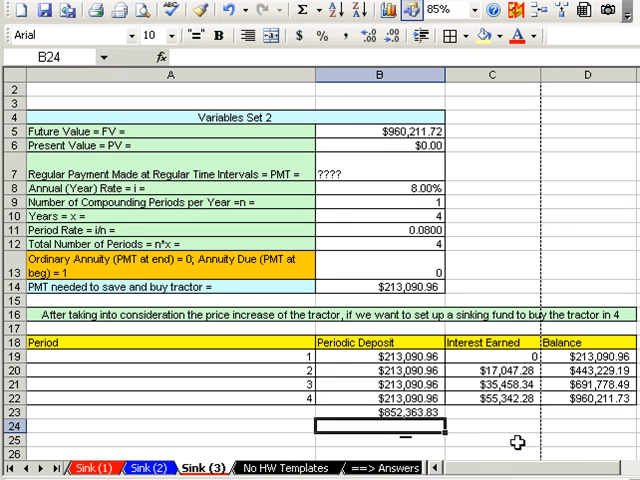 85%
Arial 10 B $ % , .00 .0 A
B24 fx
A B C D
2
3
4 Variables Set 2
5 Future Value = FV = $960,211.72
6 Present Value = PV = $0.00
7 Regular Payment Made at Regular Time Intervals = PMT = ????
8 Annual (Year) Rate = i = 8.00%
9 Number of Compounding Periods per Year =n = 1
10 Years = x = 4
11 Period Rate = i/n = 0.0800
12 Total Number of Periods = n*x = 4
Ordinary Annuity (PMT at end) = 0; Annuity Due (PMT at
13 beg) = 1 0
14 PMT needed to save and buy tractor = $213,090.96
15
16 After taking into consideration the price increase of the tractor, if we want to set up a sinking fund to buy the tractor in 4
17
18 Period Periodic Deposit Interest Earned Balance
19 1 $213,090.96 0 $213,090.96
20 2 $213,090.96 $17,047.28 $443,229.19
21 3 $213,090.96 $35,458.34 $691,778.49
22 4 $213,090.96 $55,342.28 $960,211.73
23 $852,363.83
24
25
26
Sink (1) Sink (2) Sink (3) No HW Templates ==> Answers